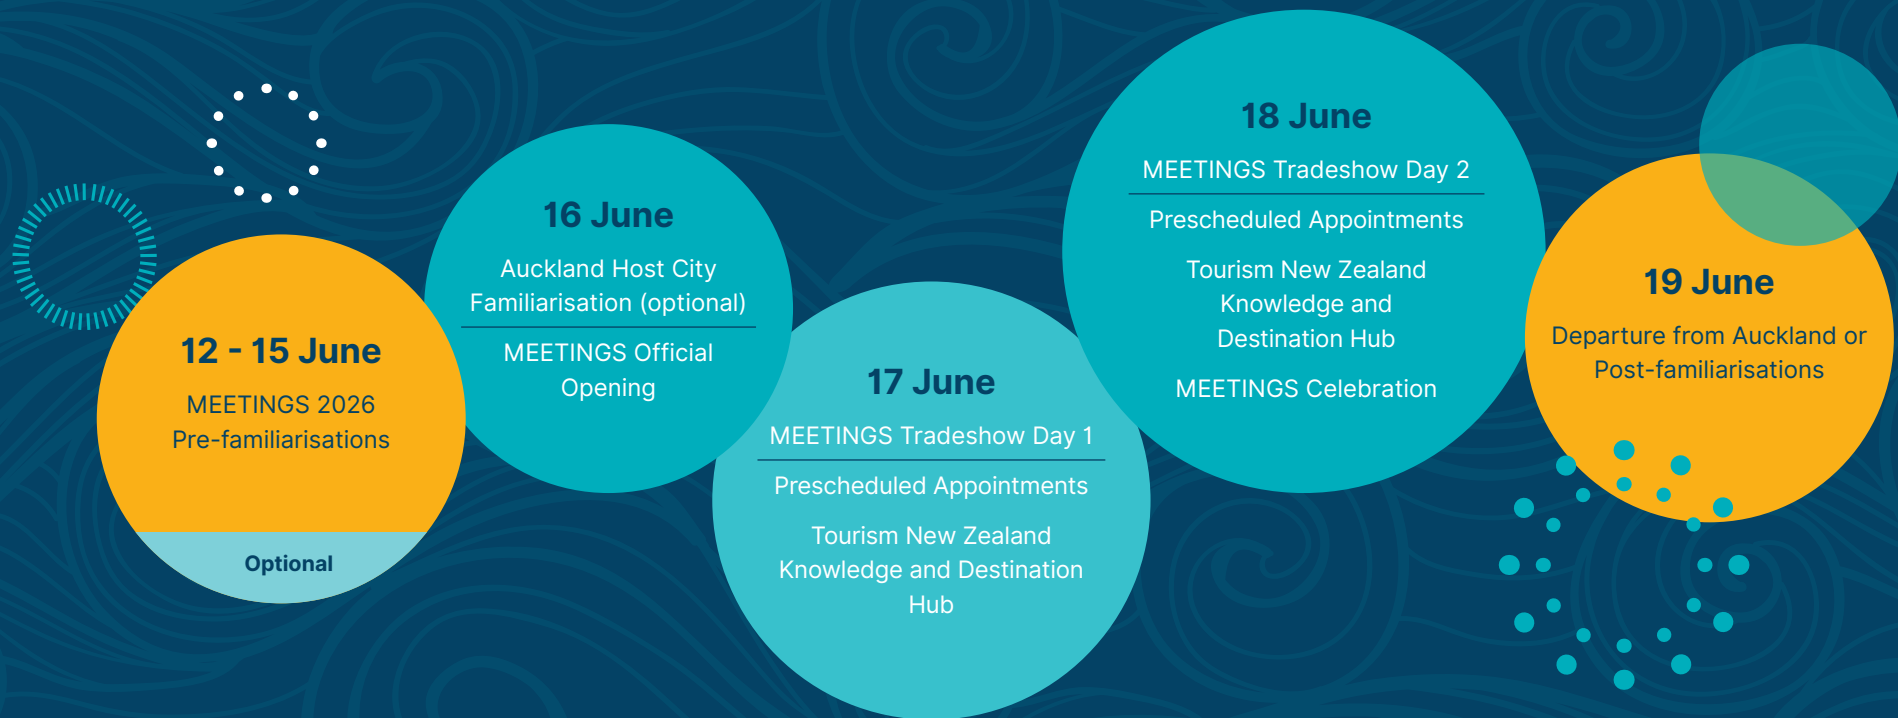 12 - 15 June
MEETINGS 2026
Pre-familiarisations
Optional
16 June
Auckland Host City
Familiarisation (optional)
MEETINGS Official
Opening
17 June
MEETINGS Tradeshow Day 1
Prescheduled Appointments
Tourism New Zealand
Knowledge and Destination
Hub
18 June
MEETINGS Tradeshow Day 2
Prescheduled Appointments
Tourism New Zealand
Knowledge and
Destination Hub
MEETINGS Celebration
19 June
Departure from Auckland or
Post-familiarisations